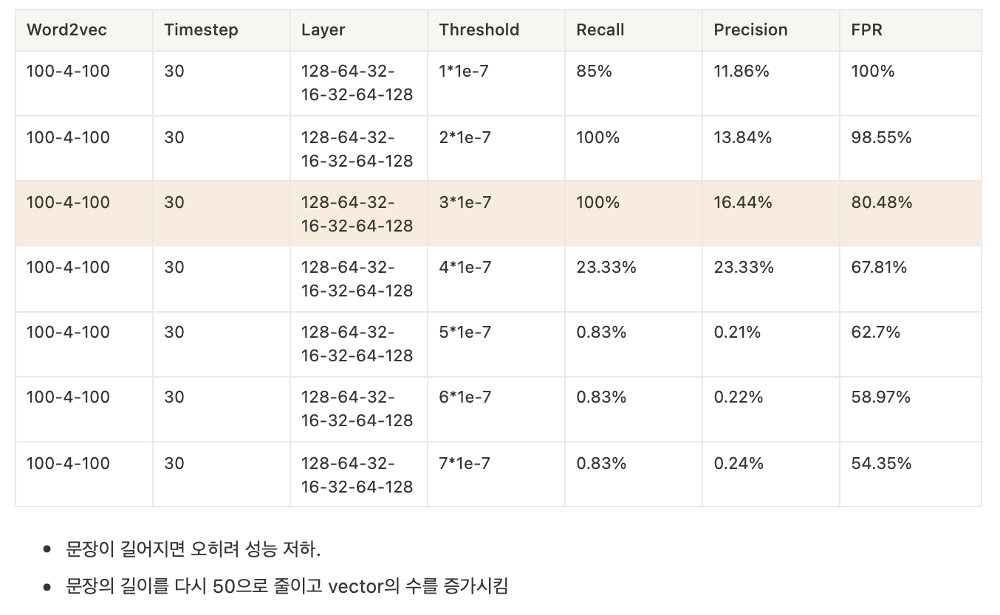 Word2vec Timestep Layer Threshold Recall Precision FPR
100-4-100 30 128-64-32- 1*1e-7 85% 11.86% 100%
16-32-64-128
100-4-100 30 128-64-32- 2*1e-7 100% 13.84% 98.55%
16-32-64-128
100-4-100 30 128-64-32- 3*1e-7 100% 16.44% 80.48%
16-32-64-128
100-4-100 30 128-64-32- 4*1e-7 23.33% 23.33% 67.81%
16-32-64-128
100-4-100 30 128-64-32- 5*1e-7 0.83% 0.21% 62.7%
16-32-64-128
100-4-100 30 128-64-32- 6*1e-7 0.83% 0.22% 58.97%
16-32-64-128
100-4-100 30 128-64-32- 7*1e-7 0.83% 0.24% 54.35%
16-32-64-128
• 문장이 길어지면 오히려 성능 저하.
• 문장의 길이를 다시 50으로 줄이고 vector의 수를 증가시킴